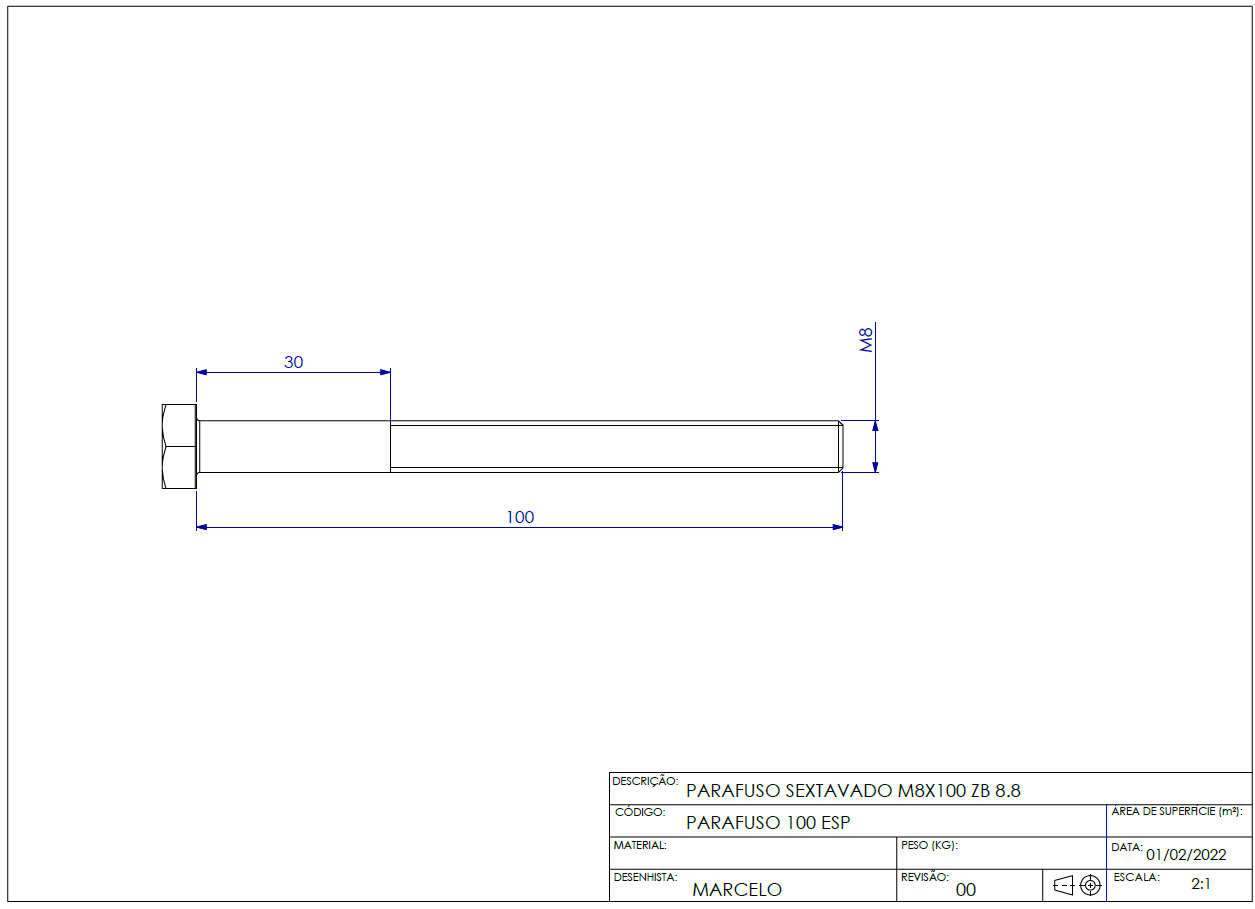 M8
30
100
DESCRIÇÃO: PARAFUSO SEXTAVADO M8X100 ZB 8.8
CÓDIGO: PARAFUSO 100 ESP
ÁREA DE SUPERFÍCIE (m²):
MATERIAL:
PESO (KG):
DATA: 01/02/2022
DESENHISTA: MARCELO
REVISÃO: 00
ESCALA: 2:1